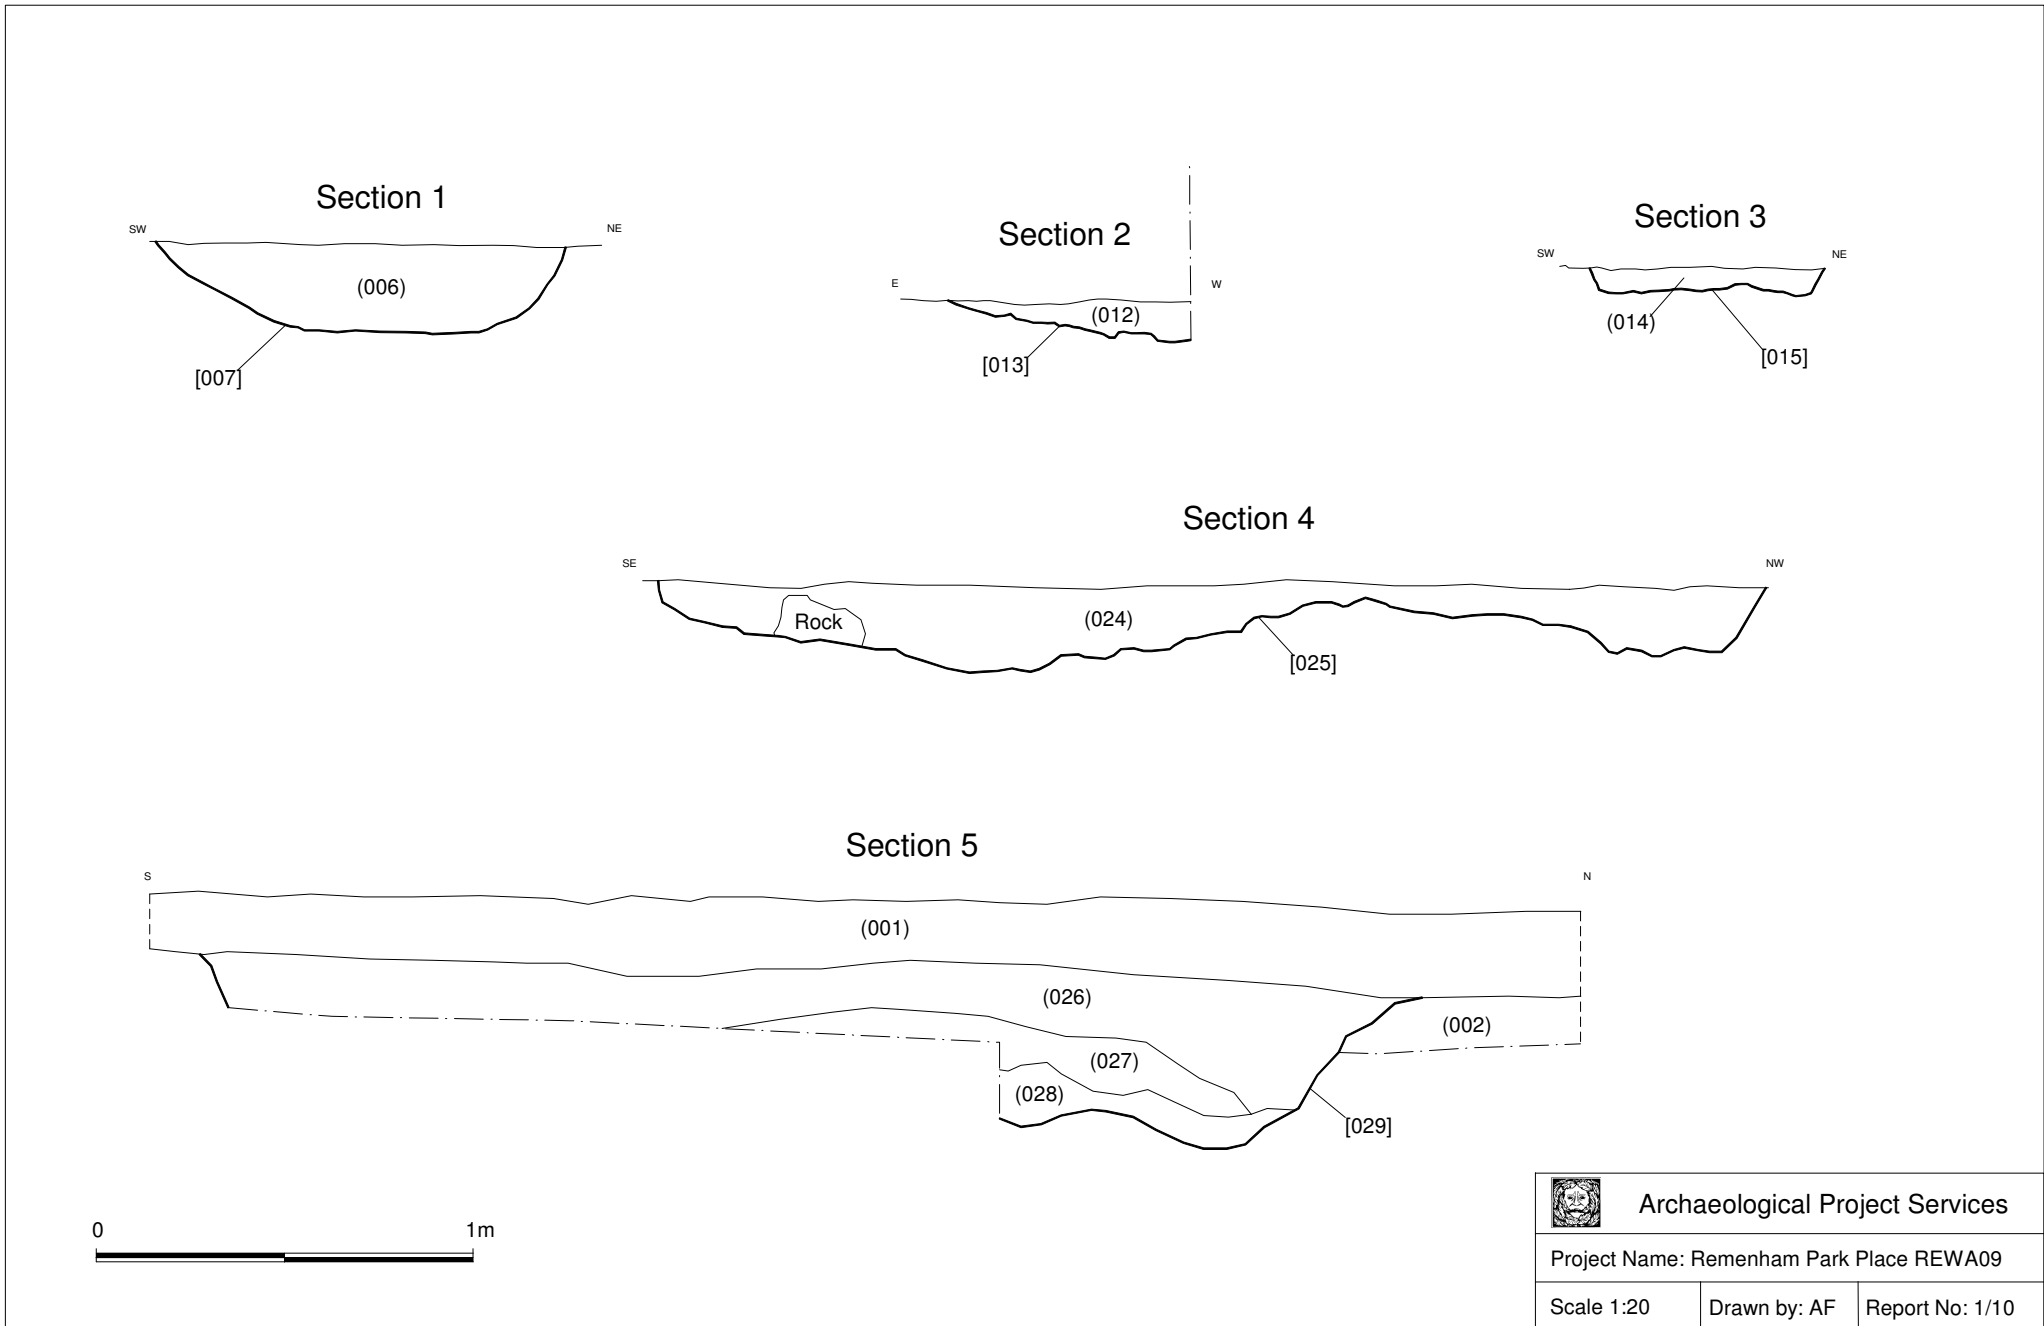 Section 1
SW
NE
(006)
[007]
Section 2
E
W
(012)
[013]
Section 3
SW
NE
(014)
[015]
Section 4
SE
NW
Rock
(024)
[025]
Section 5
S
N
(001)
(026)
(002)
(027)
(028)
[029]
0 1m
Archaeological Project Services
Project Name: Remenham Park Place REWA09
Scale 1:20
Drawn by: AF
Report No: 1/10